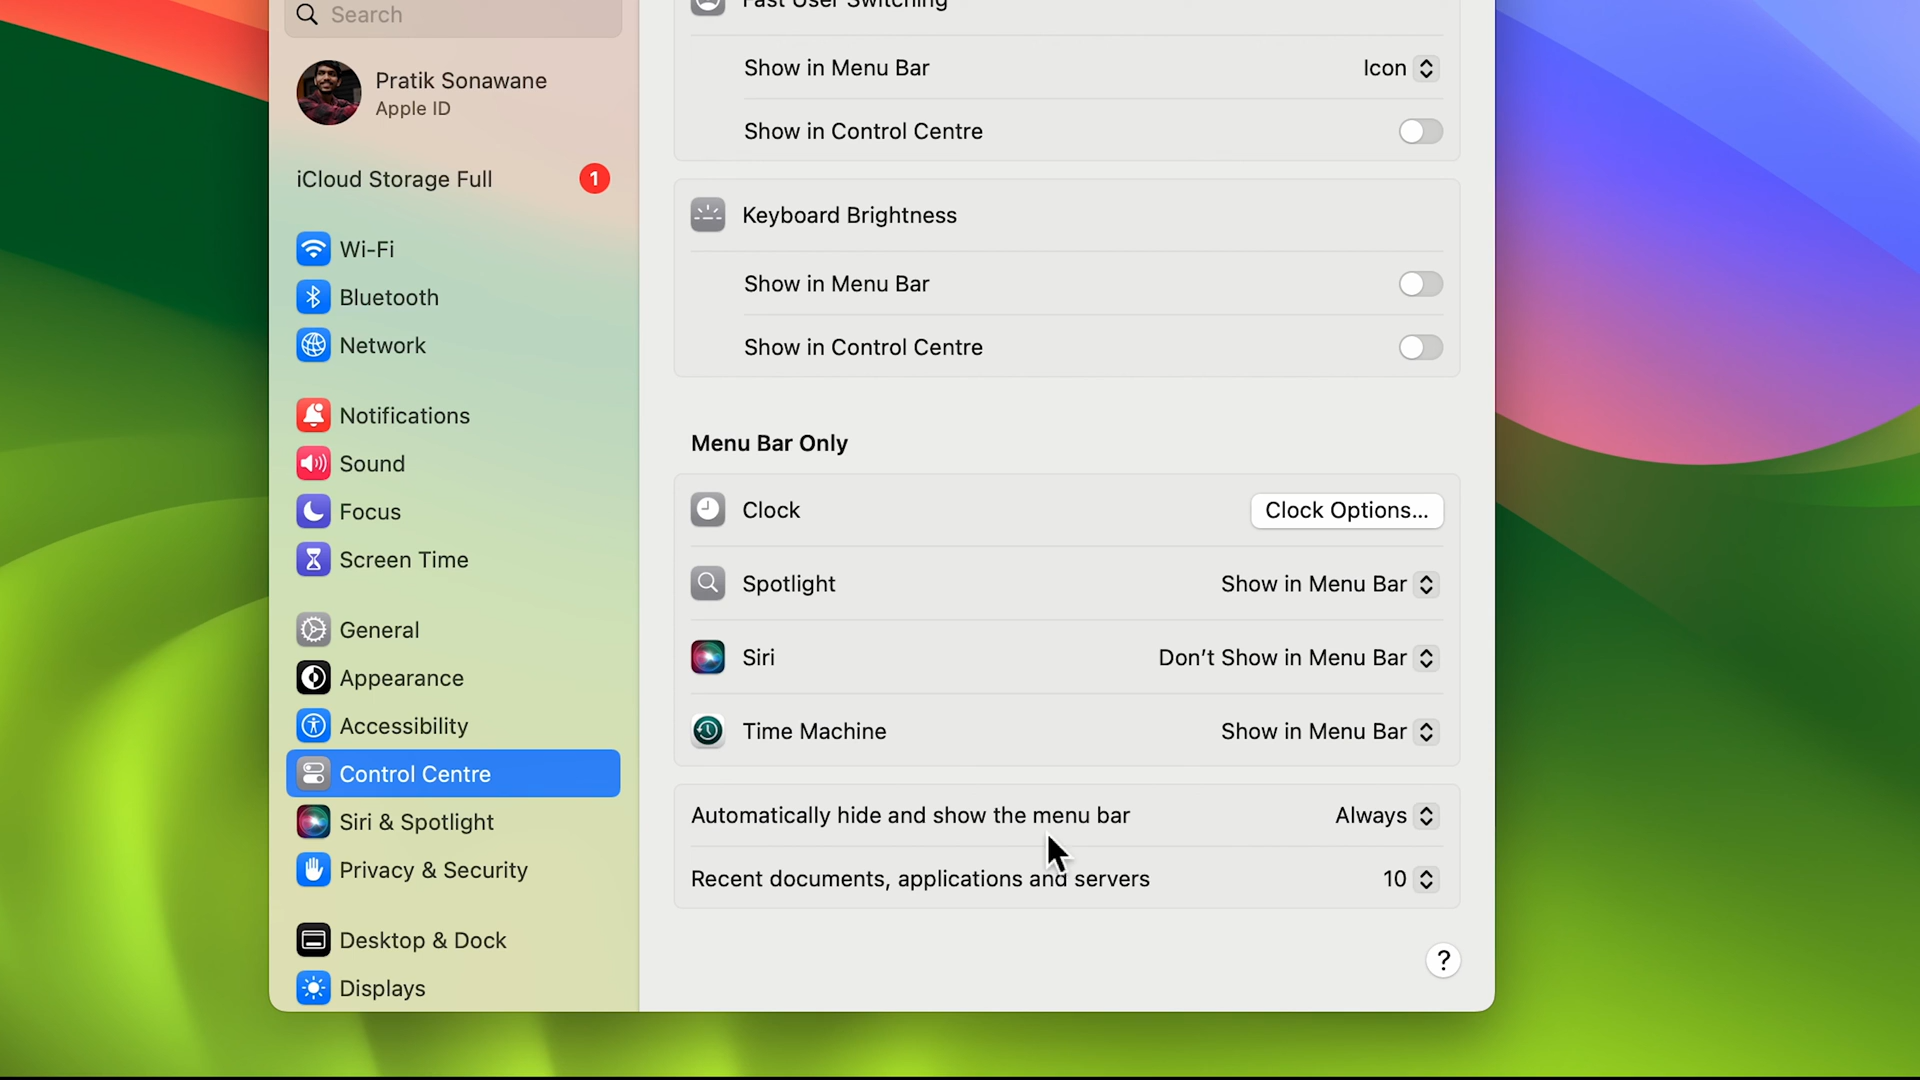 Search
Pratik Sonawane
Apple ID
iCloud Storage Full
1
Wi-Fi
Bluetooth
Network
Notifications
Sound
Focus
Screen Time
General
Appearance
Accessibility
Control Centre
Siri & Spotlight
Privacy & Security
Desktop & Dock
Displays
Fast User Switching
Show in Menu Bar Icon
Show in Control Centre
Keyboard Brightness
Show in Menu Bar
Show in Control Centre
Menu Bar Only
Clock Clock Options...
Spotlight Show in Menu Bar
Siri Don't Show in Menu Bar
Time Machine Show in Menu Bar
Automatically hide and show the menu bar Always
Recent documents, applications and servers 10
?